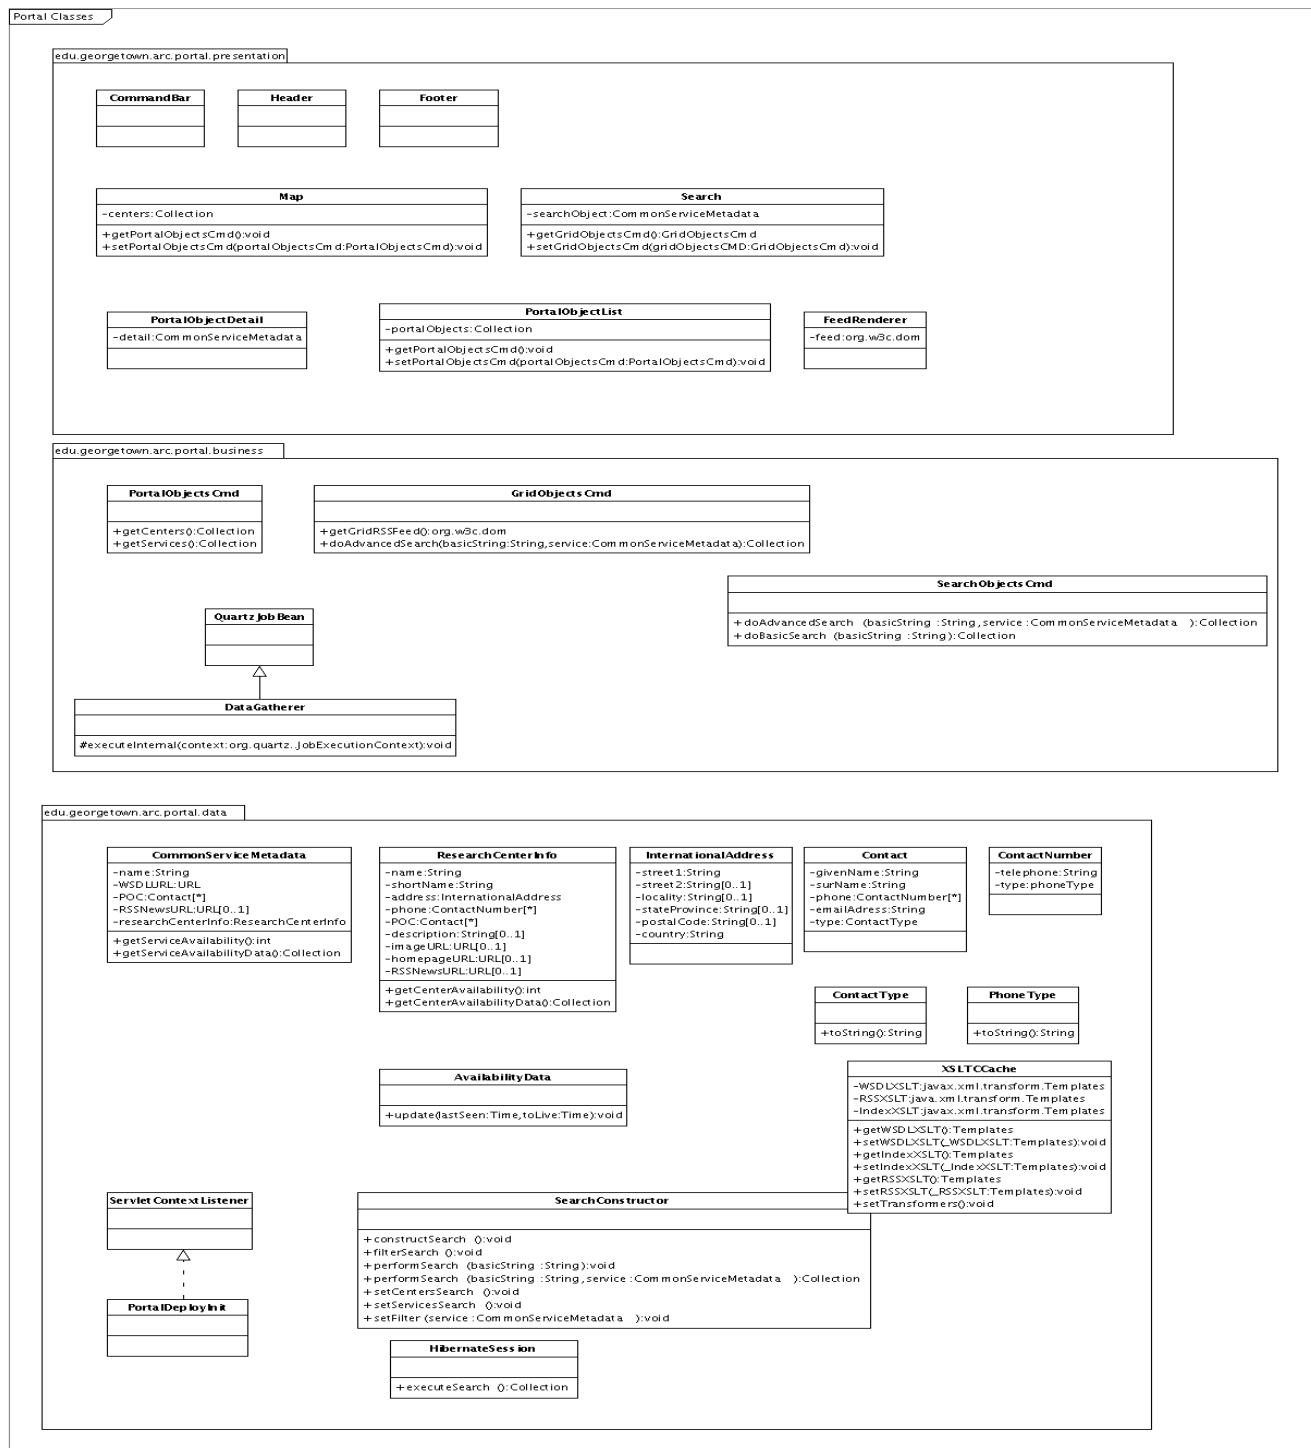 Portal Classes
edu.georgetown.arc.portal.presentation
CommandBar
Header
Footer
Map
-centers:Collection
+getPortalObjectsCmd():void
+setPortalObjectsCmd(portalObjectsCmd:PortalObjectsCmd):void
Search
-searchObject:CommonServiceMetadata
+getGridObjectsCmd():GridObjectsCmd
+setGridObjectsCmd(gridObjectsCMD:GridObjectsCmd):void
PortalObjectDetail
-detail:CommonServiceMetadata
PortalObjectList
-portalObjects:Collection
+getPortalObjectsCmd():void
+setPortalObjectsCmd(portalObjectsCmd:PortalObjectsCmd):void
FeedRenderer
-feed:org.w3c.dom
edu.georgetown.arc.portal.business
PortalObjectsCmd
+getCenters():Collection
+getServices():Collection
GridObjectsCmd
+getGridRSSFeed():org.w3c.dom
+doAdvancedSearch(basicString:String,service:CommonServiceMetadata):Collection
SearchObjectsCmd
+doAdvancedSearch (basicString :String,service :CommonServiceMetadata ):Collection
+doBasicSearch (basicString :String):Collection
QuartzJobBean
DataGatherer
#executeInternal(context:org.quartz..JobExecutionContext):void
edu.georgetown.arc.portal.data
CommonServiceMetadata
-name:String
-WSDLURL:URL
-POC:Contact[*]
-RSSNewsURL:URL[0..1]
-researchCenterInfo:ResearchCenterInfo
+getServiceAvailability():int
+getServiceAvailabilityData():Collection
ResearchCenterInfo
-name:String
-shortName:String
-address:InternationalAddress
-phone:ContactNumber[*]
-POC:Contact[*]
-description:String[0..1]
-imageURL:URL[0..1]
-homepageURL:URL[0..1]
-RSSNewsURL:URL[0..1]
+getCenterAvailability():int
+getCenterAvailabilityData():Collection
InternationalAddress
-street1:String
-street2:String[0..1]
-locality:String[0..1]
-stateProvince:String[0..1]
-postalCode:String[0..1]
-country:String
Contact
-givenName:String
-surName:String
-phone:ContactNumber[*]
-emailAdress:String
-type:ContactType
ContactNumber
-telephone:String
-type:phoneType
ContactType
+toString():String
PhoneType
+toString():String
AvailabilityData
+update(lastSeen:Time,toLive:Time):void
XSLTCCache
-WSDLXSLT:javax.xml.transform.Templates
-RSSXSLT:java.xml.transform.Templates
-IndexXSLT:javax.xml.transform.Templates
+getWSDLXSLT():Templates
+setWSDLXSLT(_WSDLXSLT:Templates):void
+getIndexXSLT():Templates
+setIndexXSLT(_IndexXSLT:Templates):void
+getRSSXSLT():Templates
+setRSSXSLT(_RSSXSLT:Templates):void
+setTransformers():void
ServletContextListener
PortalDeployInit
SearchConstructor
+constructSearch ():void
+filterSearch ():void
+performSearch (basicString :String):void
+performSearch (basicString :String,service :CommonServiceMetadata ):Collection
+setCentersSearch ():void
+setServicesSearch ():void
+setFilter (service :CommonServiceMetadata ):void
HibernateSession
+executeSearch ():Collection